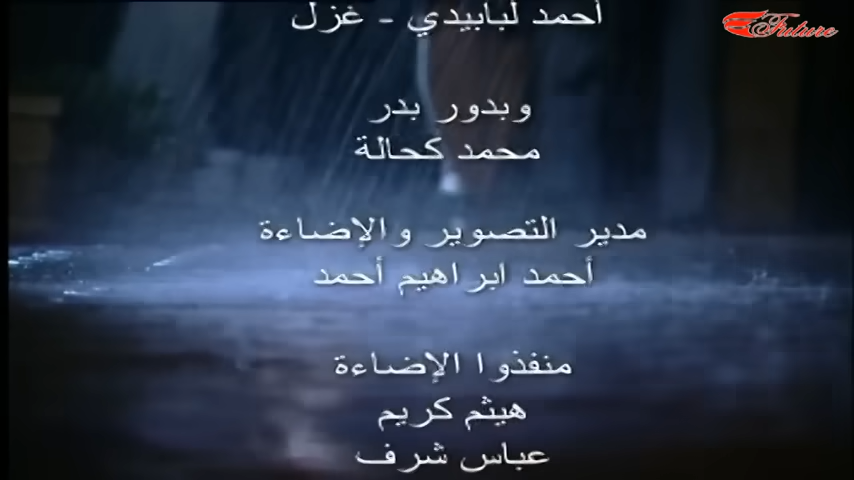 أحمد لبابيدي - غزل
Future
وبدور بدر
محمد كحالة
مدير التصوير والإضاءة
أحمد ابراهيم أحمد
منفذوا الإضاءة
هيثم كريم
عباس شرف